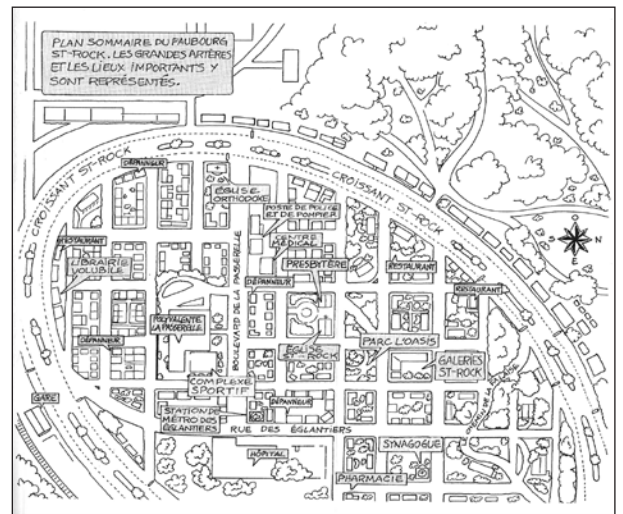 PLAN SOMMAIRE DU FAUBOURG
ST-ROCK. LES GRANDES ARTÈRES
ET LES LIEUX IMPORTANTS Y
SONT REPRÉSENTÉS.
CROISSANT ST-ROCK
CROISSANT ST-ROCK
DÉPANNEUR
ÉGLISE
ORTHODOXE
POSTE DE POLICE
ET DE POMPIER
CENTRE
MÉDICAL
PRESBYTÈRE
O
S
N
E
RESTAURANT
LIBRAIRIE
VOLUBILE
DÉPANNEUR
RESTAURANT
RESTAURANT
BOULEVARD DE LA PASSERELLE
POLYVALENTE
LA PASSERELLE
DÉPANNEUR
ÉGLISE
ST-ROCK
PARC L'OASIS
GALERIES
ST-ROCK
COMPLEXE
SPORTIF
GARE
STATION DE
MÉTRO DES
ÉGLANTIERS
DÉPANNEUR
RUE DES ÉGLANTIERS
HÔPITAL
SYNAGOGUE
PHARMACIE